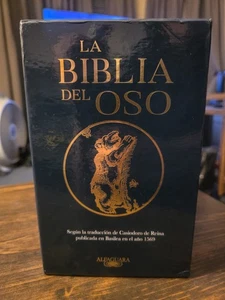 LA
BIBLIA
DEL OSO
Según la traducción de Casiodoro de Reina
publicada en Basilea en el año 1569
ALFAGUARA